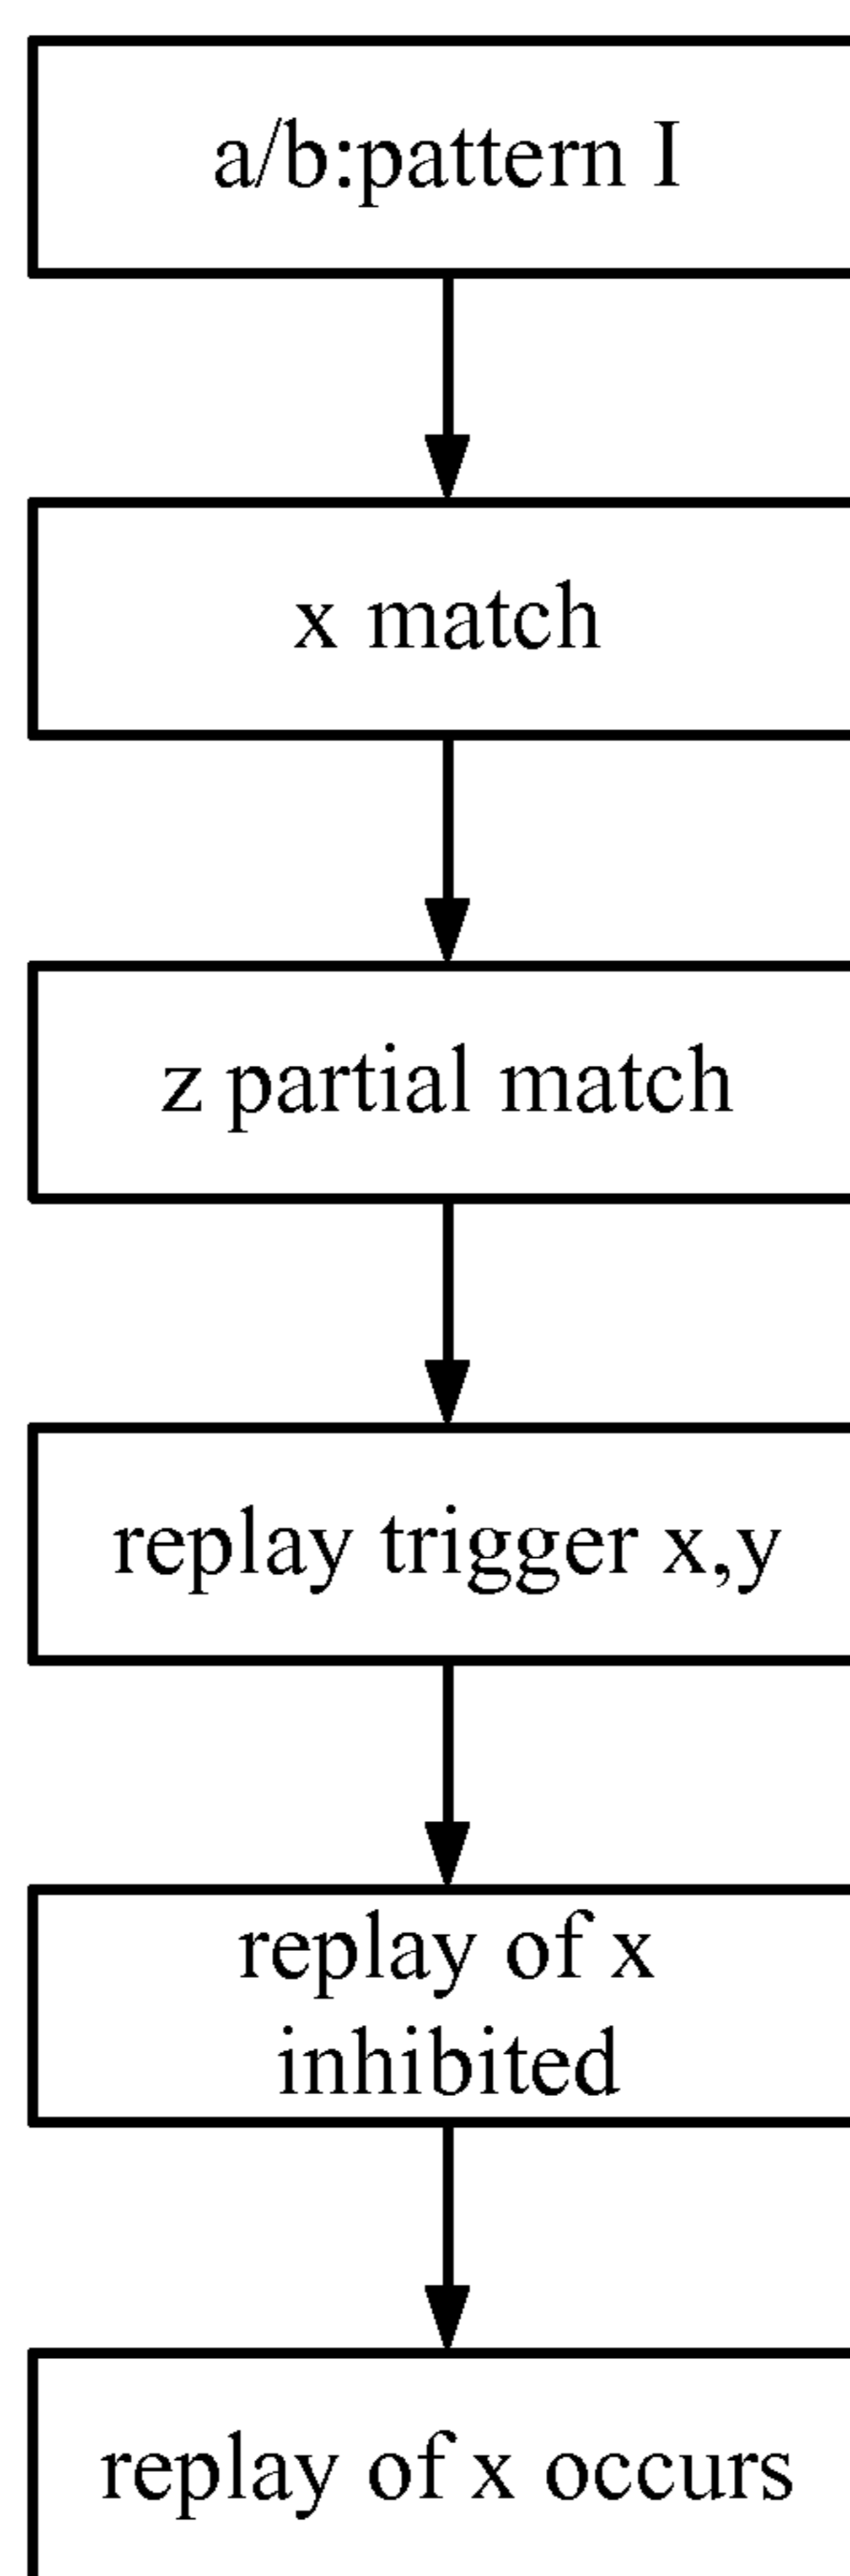 a/b:pattern I
x match
z partial match
replay trigger x,y
replay of x
inhibited
replay of x occurs